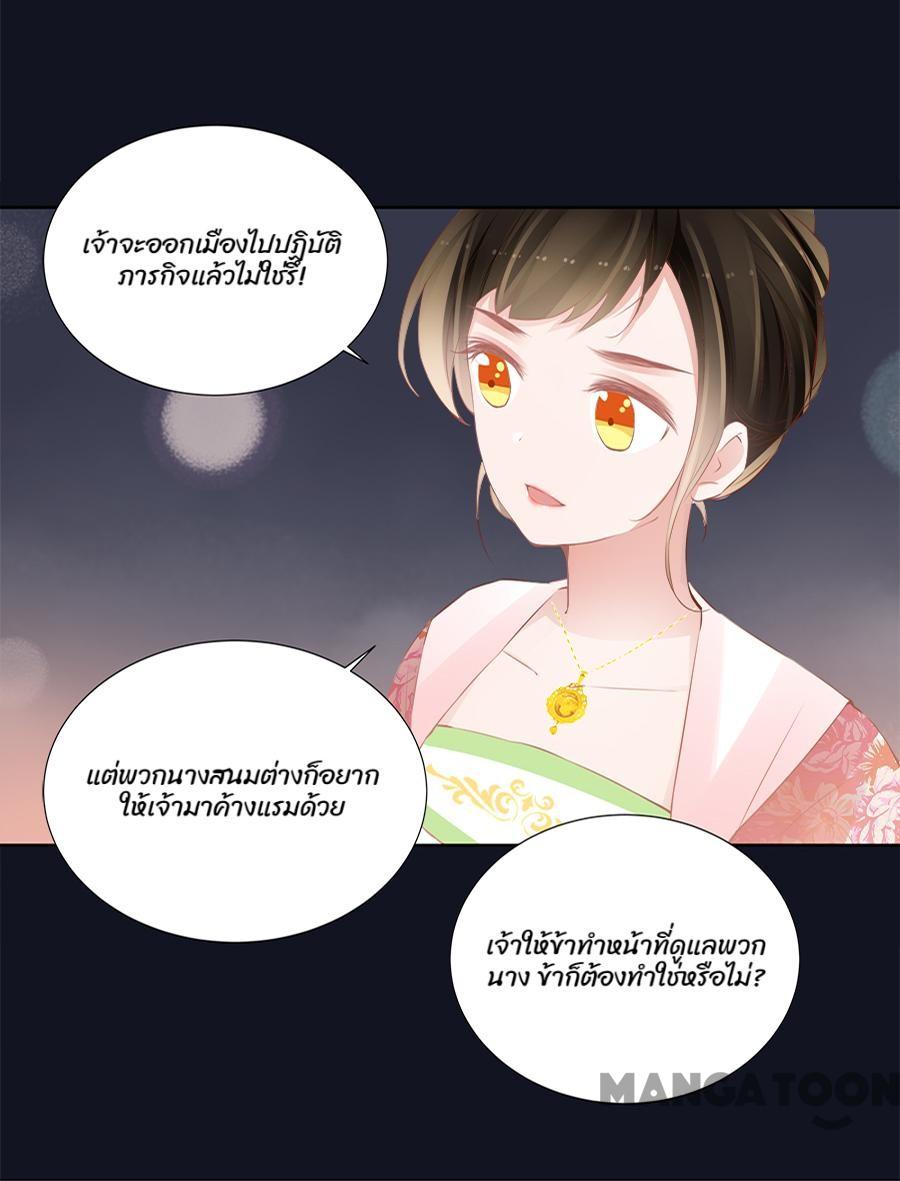 เจ้าจะออกเมืองไปปฏิบัติ
ภารกิจแล้วไม่ใช่รึ!
แต่พวกนางสนมต่างก็อยาก
ให้เจ้ามาค้างแรมด้วย
เจ้าให้ข้าทำหน้าที่ดูแลพวก
นาง ข้าก็ต้องทำใช่หรือไม่?
MANGATOON